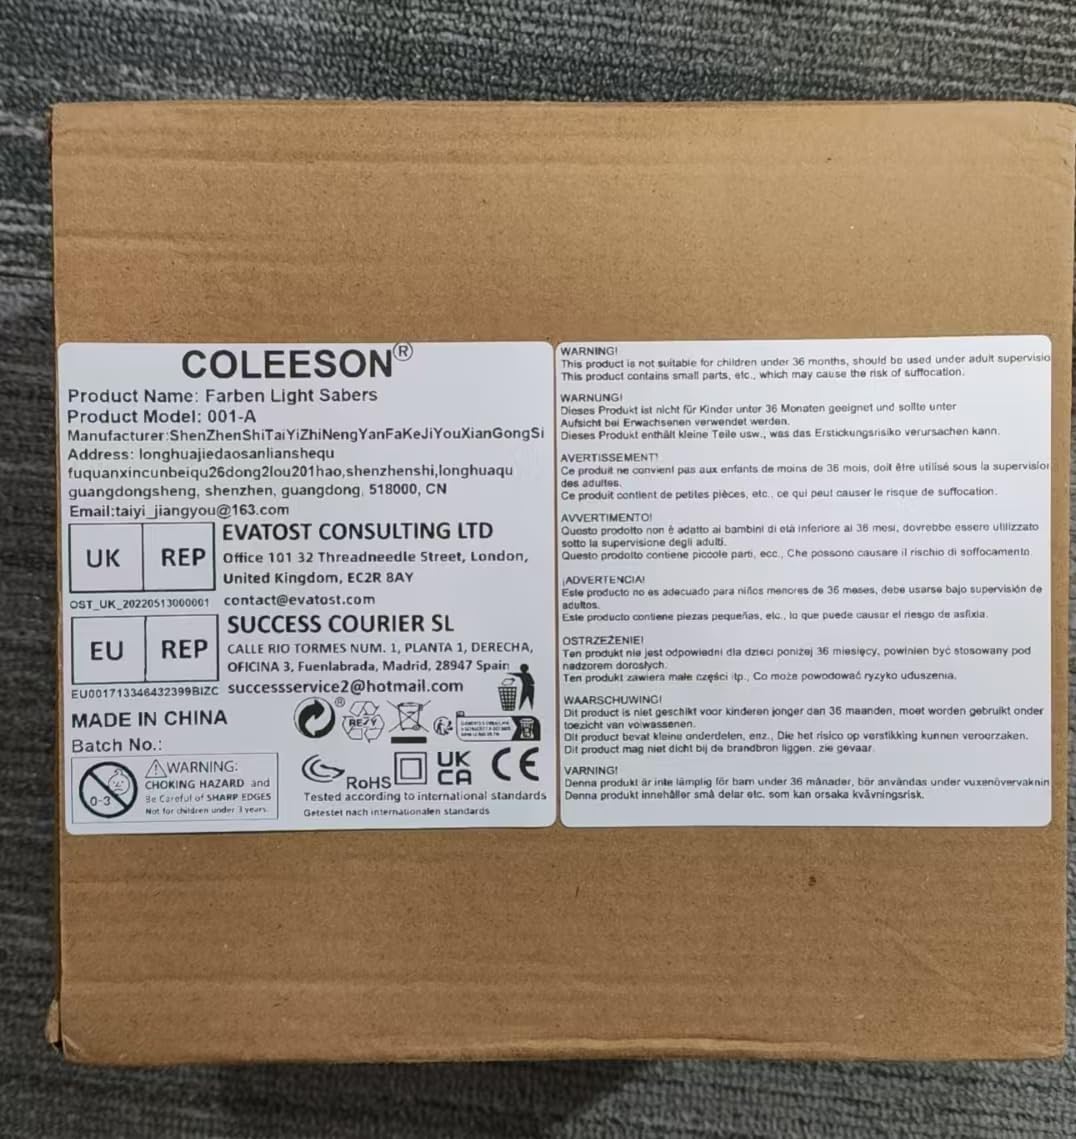 COLEESON®
Product Name: Farben Light Sabers
Product Model: 001-A
Manufacturer:ShenZhenShiTaiYiZhiNengYanFaKeJiYouXianGongSi
Address: longhuajiedaosanlianshequ
fuquanxincunbeiqu26dong2lou201hao,shenzhenshi,longhuaqu
guangdongsheng, shenzhen, guangdong, 518000, CN
Email:taiyi_jiangyou@163.com
UK REP
EVATOST CONSULTING LTD
Office 101 32 Threadneedle Street, London,
United Kingdom, EC2R 8AY
OST_UK_20220513000001
contact@evatost.com
EU REP
SUCCESS COURIER SL
CALLE RIO TORMES NUM. 1, PLANTA 1, DERECHA,
OFICINA 3, Fuenlabrada, Madrid, 28947 Spain
EU001713346432399BIZC
successservice2@hotmail.com
MADE IN CHINA
Batch No.:
0-3
WARNING:
CHOKING HAZARD and
Be Careful of SHARP EDGES
Not for children under 3 years
®
RESY
RoHS
UK
CA
CE
Tested according to international standards
Getestet nach internationalen standards
WARNING!
This product is not suitable for children under 36 months, should be used under adult supervisio
This product contains small parts, etc., which may cause the risk of suffocation.
WARNUNG!
Dieses Produkt ist nicht für Kinder unter 36 Monaten geeignet und sollte unter
Aufsicht bei Erwachsenen verwendet werden.
Dieses Produkt enthält kleine Teile usw., was das Erstickungsrisiko verursachen kann.
AVERTISSEMENT!
Ce produit ne convient pas aux enfants de moins de 36 mois, doit être utilisé sous la supervision
des adultes.
Ce produit contient de petites pièces, etc., ce qui peut causer le risque de suffocation.
AVVERTIMENTO!
Questo prodotto non è adatto ai bambini di età inferiore ai 36 mesi, dovrebbe essere utilizzato
sotto la supervisione degli adulti.
Questo prodotto contiene piccole parti, ecc., Che possono causare il rischio di soffocamento.
¡ADVERTENCIA!
Este producto no es adecuado para niños menores de 36 meses, debe usarse bajo supervisión de
adultos.
Este producto contiene piezas pequeñas, etc., lo que puede causar el riesgo de asfixia.
OSTRZEŻENIE!
Ten produkt nie jest odpowiedni dla dzieci poniżej 36 miesięcy, powinien być stosowany pod
nadzorem dorosłych.
Ten produkt zawiera małe części itp., Co może powodować ryzyko uduszenia.
WAARSCHUWING!
Dit product is niet geschikt voor kinderen jonger dan 36 maanden, moet worden gebruikt onder
toezicht van volwassenen.
Dit product bevat kleine onderdelen, enz., Die het risico op verstikking kunnen veroorzaken.
Dit product mag niet dicht bij de brandbron liggen. zie gevaar.
VARNING!
Denna produkt är inte lämplig för barn under 36 månader, bör användas under vuxenövervaknin
Denna produkt innehåller små delar etc. som kan orsaka kvävningsrisk.